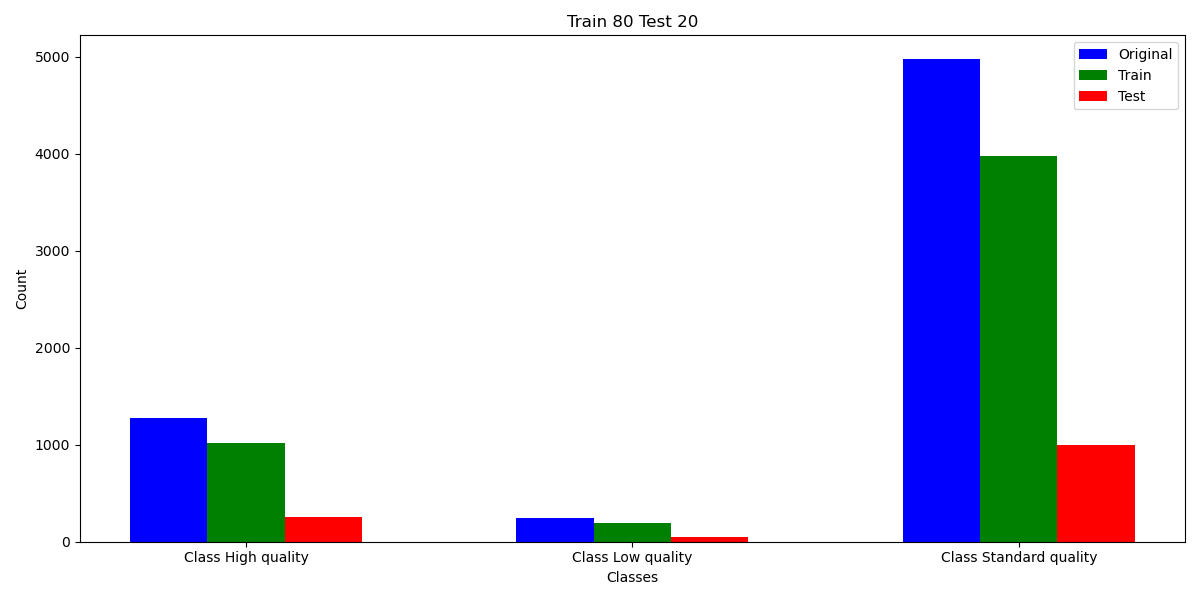 Train 80 Test 20
Original
Train
Test
5000
4000
3000
2000
1000
0
Count
Class High quality
Class Low quality
Class Standard quality
Classes